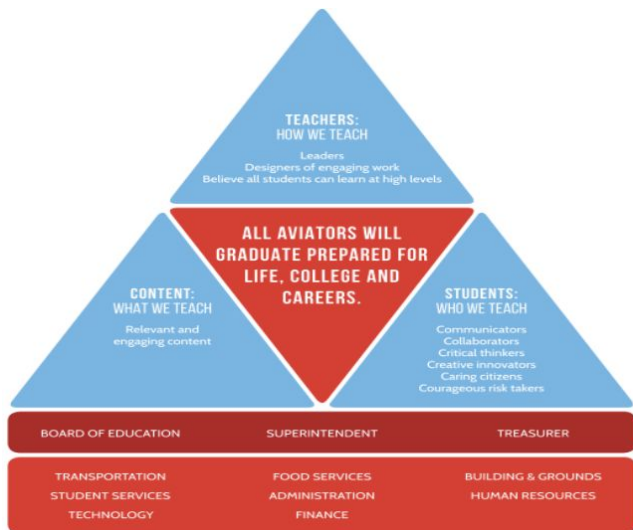 TEACHERS:
HOW WE TEACH
Leaders
Designers of engaging work
Believe all students can learn at high levels
ALL AVIATORS WILL
GRADUATE PREPARED FOR
LIFE, COLLEGE AND
CAREERS.
CONTENT:
WHAT WE TEACH
Relevant and
engaging content
STUDENTS:
WHO WE TEACH
Communicators
Collaborators
Critical thinkers
Creative innovators
Caring citizens
Courageous risk takers
BOARD OF EDUCATION SUPERINTENDENT TREASURER
TRANSPORTATION FOOD SERVICES BUILDING & GROUNDS
STUDENT SERVICES ADMINISTRATION HUMAN RESOURCES
TECHNOLOGY FINANCE